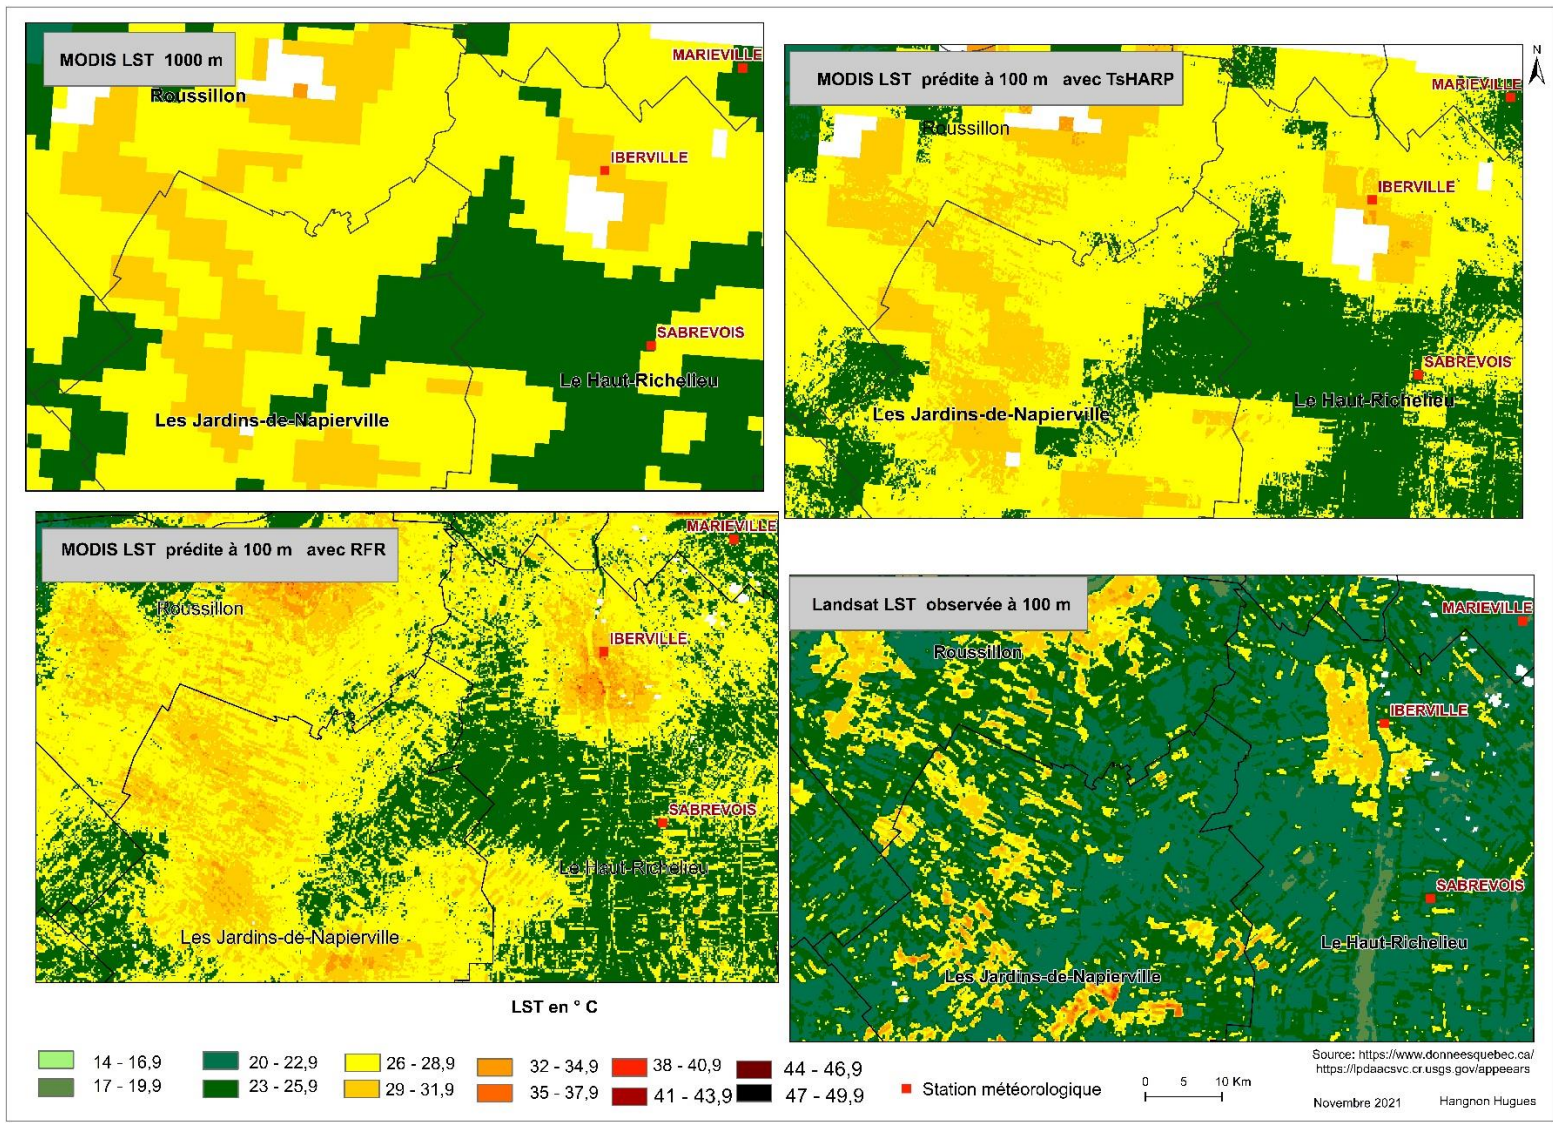 MODIS LST 1000 m
Roussillon
MARIEVILLE
IBERVILLE
SABREVOIS
Le Haut-Richelieu
Les Jardins-de-Napierville
MODIS LST prédite à 100 m avec TsHARP
N
Roussillon
MARIEVILLE
IBERVILLE
SABREVOIS
Le Haut-Richelieu
Les Jardins-de-Napierville
MODIS LST prédite à 100 m avec RFR
Roussillon
MARIEVILLE
IBERVILLE
SABREVOIS
Le Haut-Richelieu
Les Jardins-de-Napierville
Landsat LST observée à 100 m
Roussillon
MARIEVILLE
IBERVILLE
SABREVOIS
Le Haut-Richelieu
Les Jardins-de-Napierville
LST en ° C
14 - 16,9
17 - 19,9
20 - 22,9
23 - 25,9
26 - 28,9
29 - 31,9
32 - 34,9
35 - 37,9
38 - 40,9
41 - 43,9
44 - 46,9
47 - 49,9
Station météorologique
0 5 10 Km
Source: https://www.donneesquebec.ca/
https://lpdaacsvc.cr.usgs.gov/appeears
Novembre 2021 Hangnon Hugues